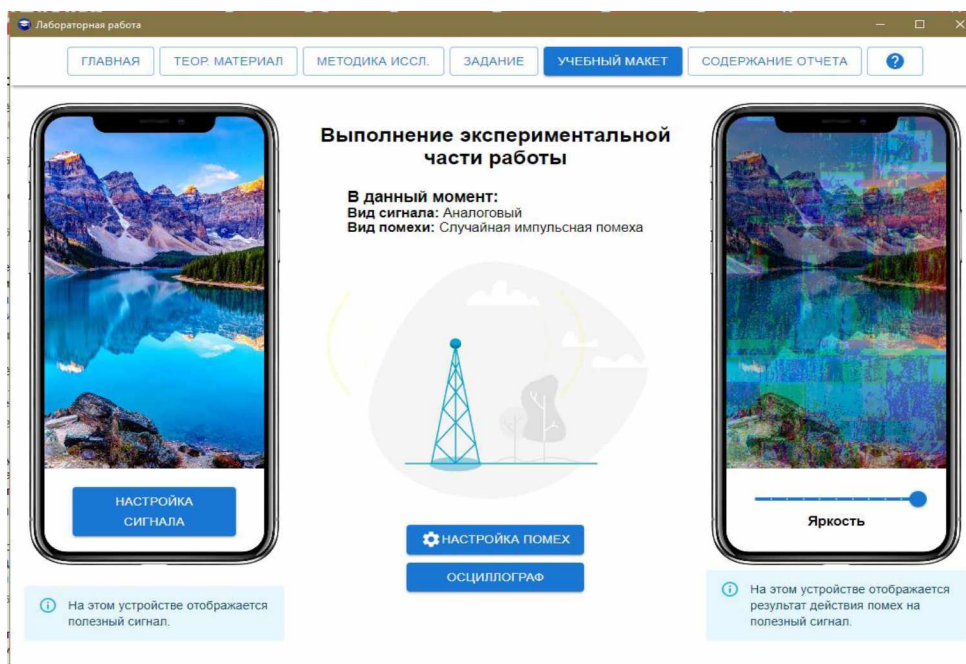 Лабораторная работа
ГЛАВНАЯ
ТЕОР. МАТЕРИАЛ
МЕТОДИКА ИССЛ.
ЗАДАНИЕ
УЧЕБНЫЙ МАКЕТ
СОДЕРЖАНИЕ ОТЧЕТА
?
Выполнение экспериментальной
части работы
В данный момент:
Вид сигнала: Аналоговый
Вид помехи: Случайная импульсная помеха
НАСТРОЙКА
СИГНАЛА
НАСТРОЙКА ПОМЕХ
ОСЦИЛЛОГРАФ
Яркость
На этом устройстве отображается
полезный сигнал.
На этом устройстве отображается
результат действия помех на
полезный сигнал.